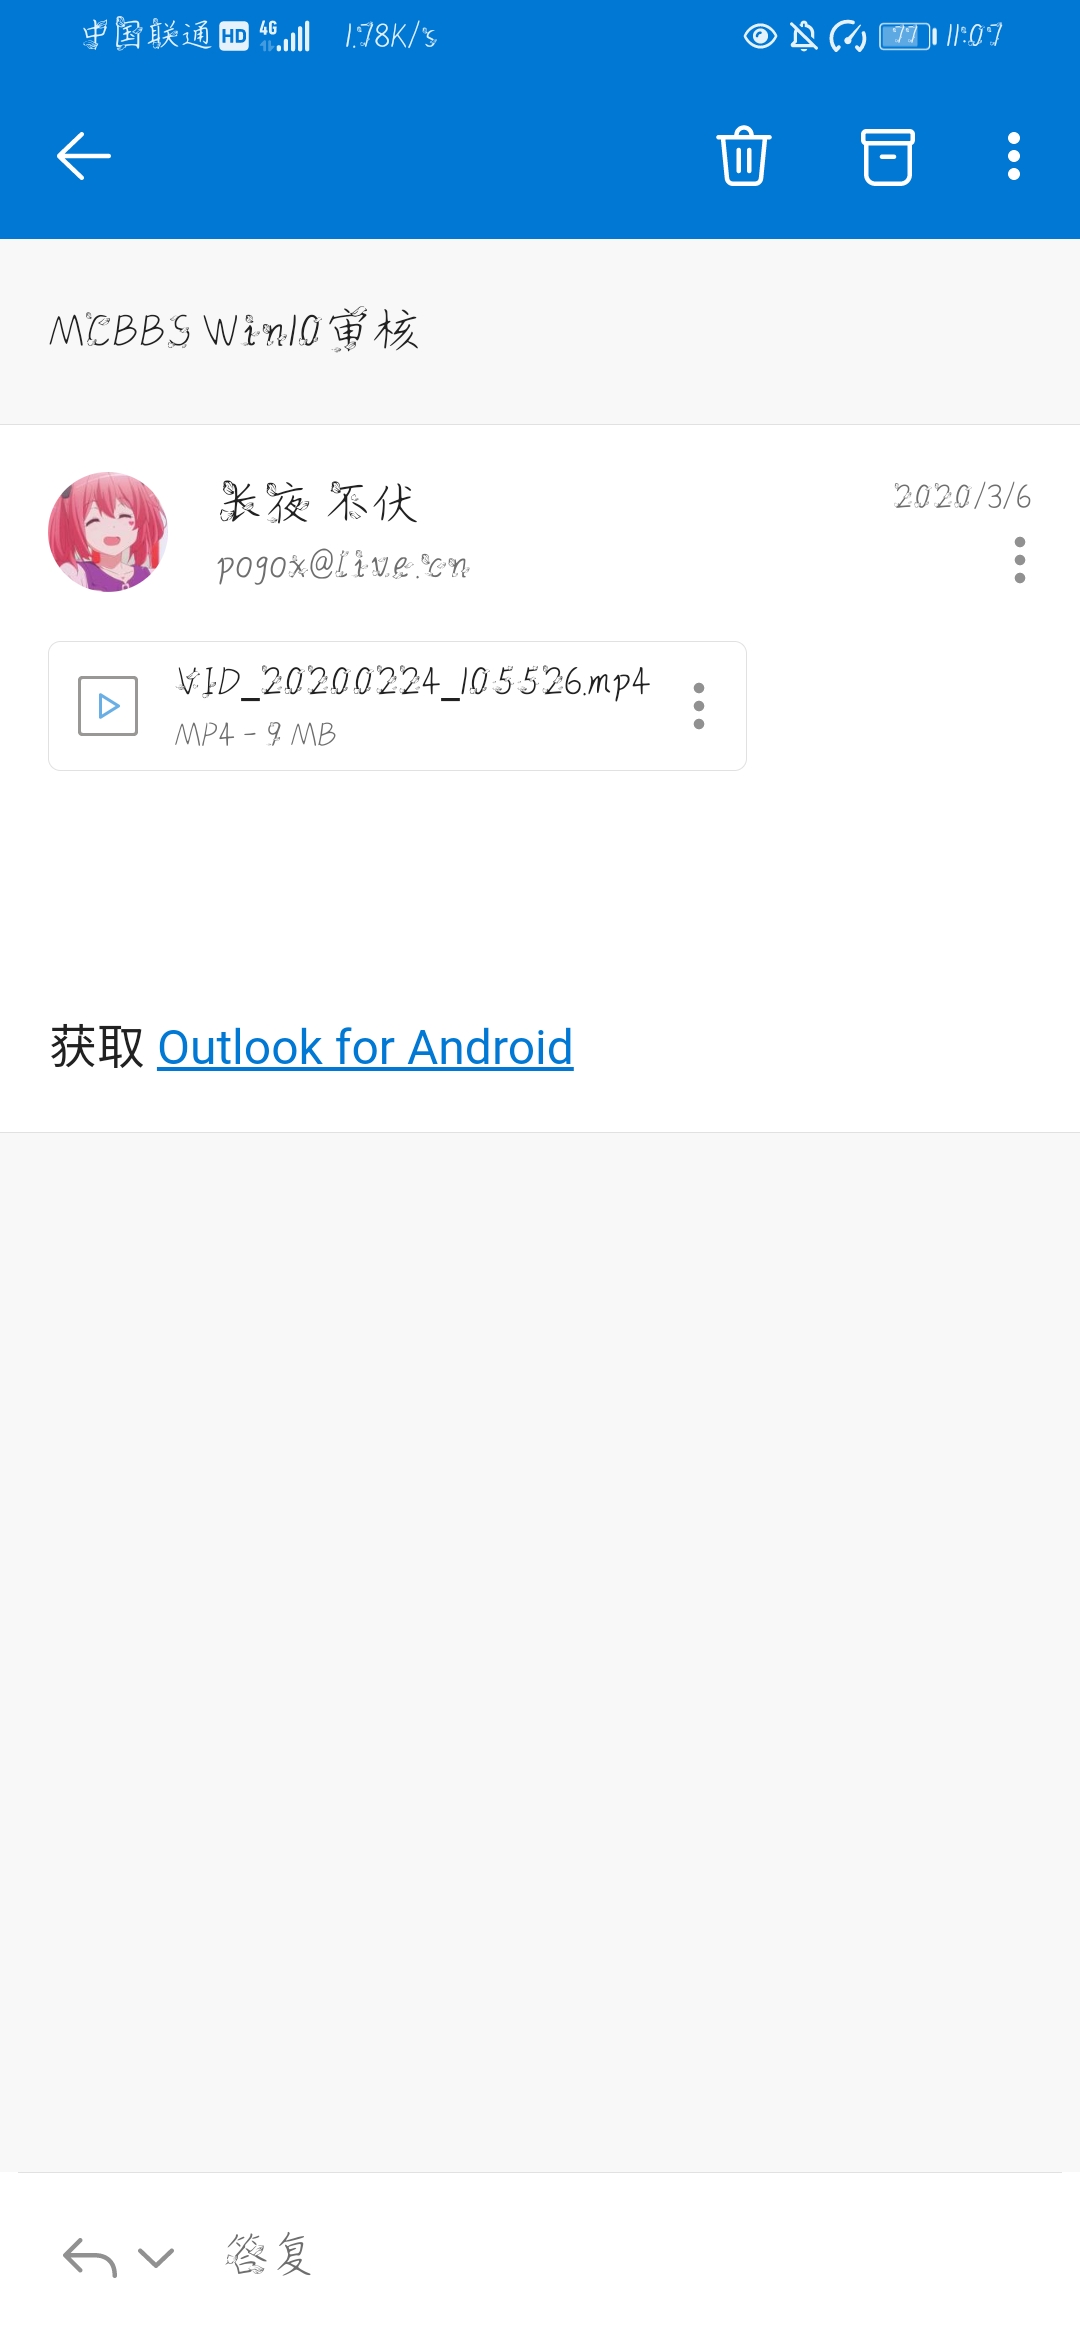 中国联通 HD 4G 1.78K/s 77 11:07
MCBBS Win10审核
长夜 不伏
2020/3/6
pogox@live.cn
VID_20200224_105526.mp4
MP4 - 9 MB
获取 Outlook for Android
答复